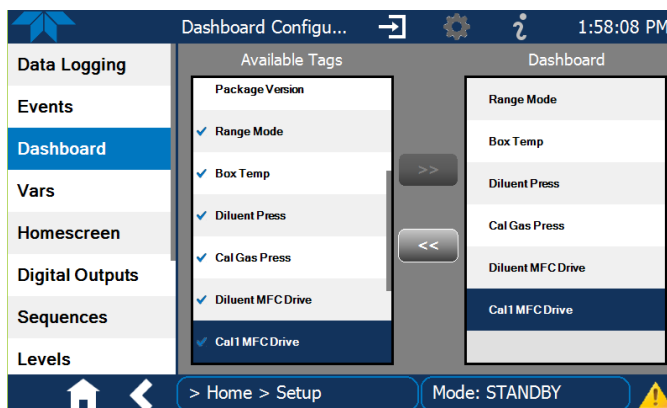 Dashboard Configu... 1:58:08 PM
Data Logging
Events
Dashboard
Vars
Homescreen
Digital Outputs
Sequences
Levels
Available Tags
Package Version
Range Mode
Box Temp
Diluent Press
Cal Gas Press
Diluent MFC Drive
Cal1 MFC Drive
>>
<<
Dashboard
Range Mode
Box Temp
Diluent Press
Cal Gas Press
Diluent MFC Drive
Cal1 MFC Drive
> Home > Setup
Mode: STANDBY